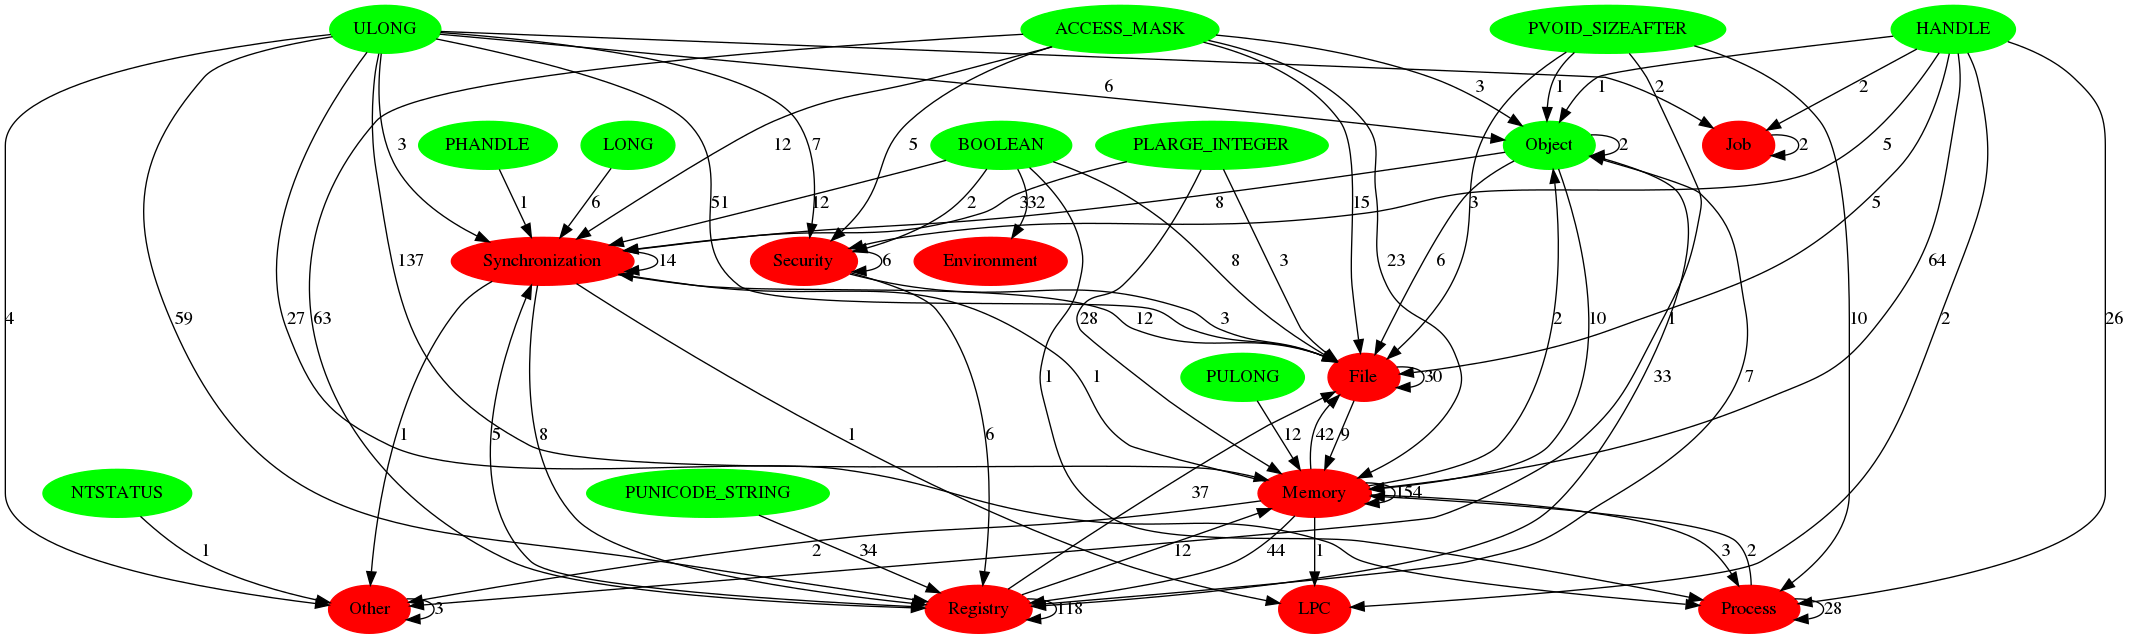 ULONG ACCESS_MASK PVOID_SIZEAFTER HANDLE
6 3 1 1 2 2
PHANDLE LONG 3 12 7 5 BOOLEAN PLARGE_INTEGER Object 2 Job 2 5
1 6 51 12 2 3 32 8 15 3 5
Synchronization 14 Security 6 Environment 137 8 3 23 6 64
4 59 27 63 12 3 28 2 10 1 2 10 26
1 1 PULONG File 30 33 7
1 5 8 1 6 12 42 9
NTSTATUS PUNICODE_STRING 37 Memory 154
1 34 2 12 44 1 3 2
Other 3 Registry 118 LPC Process 28